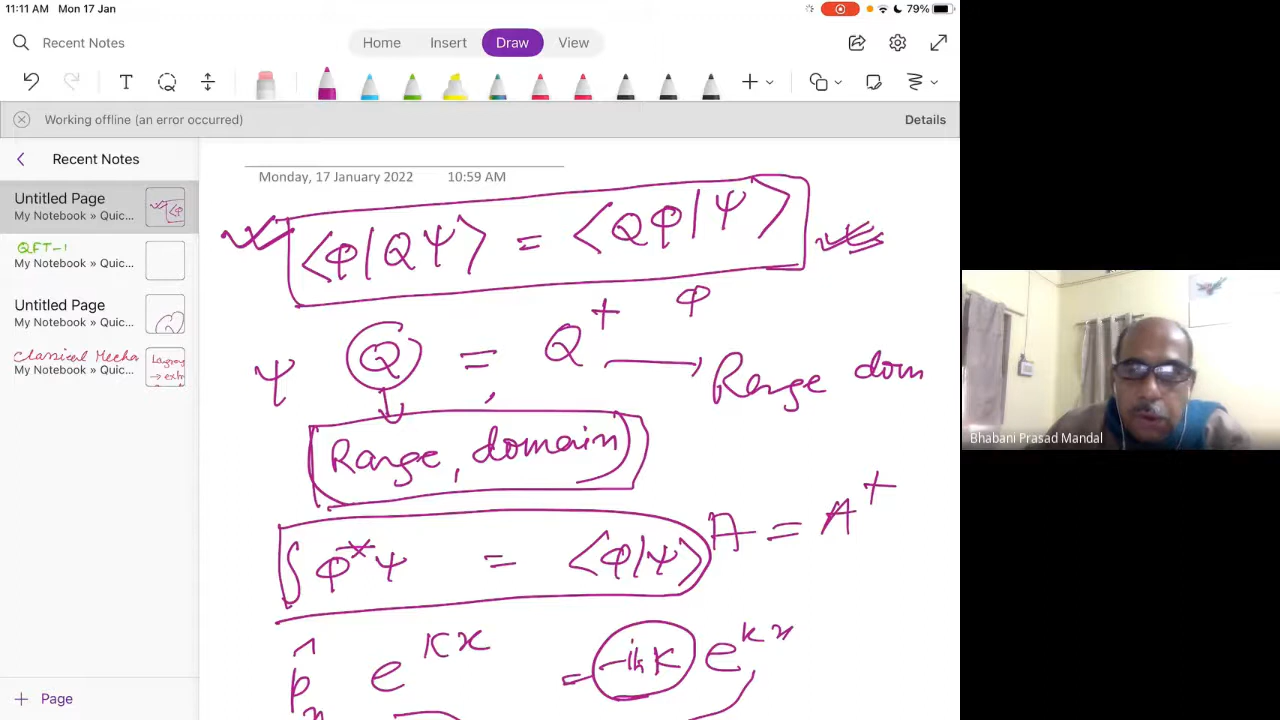 11:11 AM Mon 17 Jan
79%
Recent Notes
Home Insert Draw View
Working offline (an error occurred)
Details
Recent Notes
Untitled Page
My Notebook » Quic...
QFT-1
My Notebook » Quic...
Untitled Page
My Notebook » Quic...
Classical Mecha
My Notebook » Quic...
Page
Monday, 17 January 2022 10:59 AM
⟨φ|Qψ⟩ = ⟨Qφ|ψ⟩
φ
ψ Q = Q† → Range dom
Range, domain
A = A†
∫φ*ψ = ⟨φ|ψ⟩
p̂x e^{kx} = -iħk e^{kx}
Bhabani Prasad Mandal